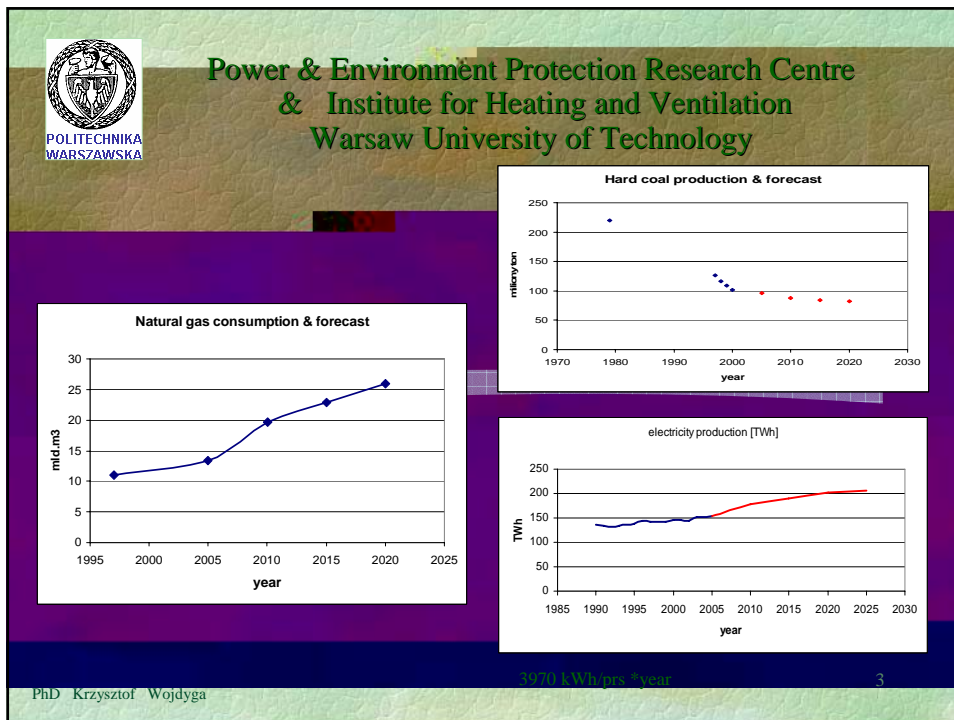 Power & Environment Protection Research Centre
& Institute for Heating and Ventilation
Warsaw University of Technology
POLITECHNIKA
WARSZAWSKA
Hard coal production & forecast
250
200
150
100
50
0
1970 1980 1990 2000 2010 2020 2030
miliony ton
year
Natural gas consumption & forecast
30
25
20
15
10
5
0
1995 2000 2005 2010 2015 2020 2025
mld.m3
year
electricity production [TWh]
250
200
150
100
50
0
1985 1990 1995 2000 2005 2010 2015 2020 2025 2030
TWh
year
3970 kWh/prs *year
3
PhD Krzysztof Wojdyga